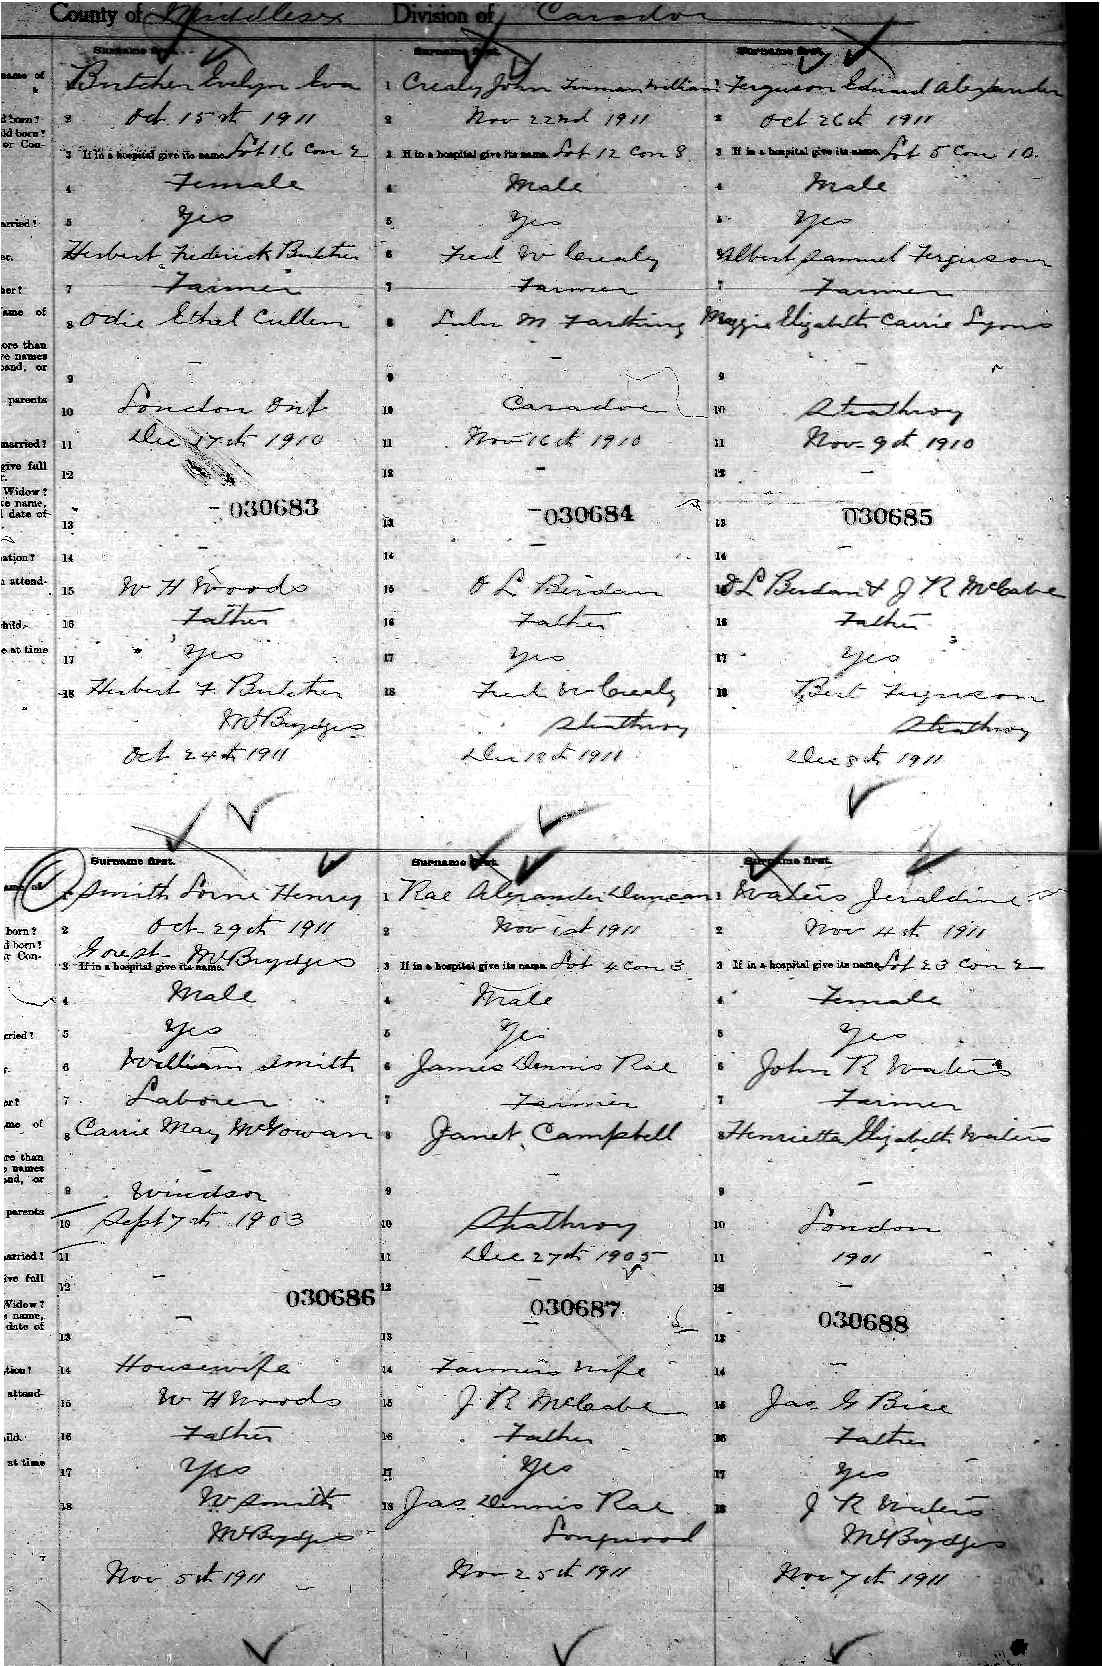 County of Middlesex Division of Caradoc
Surname first. Surname first. Surname first.
name of
Butcher Evelyn Eva
1 Crealy John Truman William
1 Ferguson Edward Alexander
d born? 2 Oct 15th 1911
2 Nov 22nd 1911
2 Oct 26th 1911
ld born?
or Con-
3 If in a hospital give its name. Lot 16 Con 2
3 If in a hospital give its name. Lot 12 Con 8
3 If in a hospital give its name. Lot 5 Con 10
4 Female
4 Male
4 Male
arried? 5 Yes
5 Yes
5 Yes
Herbert Frederick Butcher
6 Fred W Crealy
Albert Samuel Ferguson
her? 7 Farmer
7 Farmer
7 Farmer
ame of
8 Odie Ethel Cullen
8 Lulu M Farthing
Maggie Elizabeth Carrie Lyons
ore than
ve names
band, or
9 –
9 –
9
parents
10 London Ont
10 Caradoc
10 Strathroy
married? 11 Dec 17th 1910
11 Nov 16th 1910
11 Nov 9th 1910
give full
12
12 –
12 –
Widow?
ce name,
date of
13 – 030683
13 – 030684
13 030685
ation? 14 –
14 –
14 –
attend-
15 W H Woods
15 O L Berdan
O L Berdan & J R McCabe
hild. 16 Father
16 Father
16 Father
e at time
17 Yes
17 Yes
17 Yes
18 Herbert F Butcher
18 Fred W Crealy
18 Bert Ferguson
Mt Brydges
Strathroy
Strathroy
Oct 24th 1911
Dec 18th 1911
Dec 8th 1911
Surname first. Surname first. Surname first.
ame of
Smith Lorne Henry
1 Rae Alexander Duncan
1 Waters Jeraldine
born? 2 Oct 29th 1911
2 Nov 1st 1911
2 Nov 4th 1911
d born?
or Con-
Mt Brydges
3 If in a hospital give its name.
3 If in a hospital give its name. Lot 4 Con 3
3 If in a hospital give its name. Lot 23 Con 2
4 Male
4 Male
4 Female
rried? 5 Yes
5 Yes
5 Yes
6 William Smith
6 James Dennis Rae
6 John R Waters
er? 7 Laborer
7 Farmer
7 Farmer
me of
8 Carrie May McGowan
8 Janet Campbell
8 Henrietta Elizabeth Waters
re than
names
nd, or
–
9 Windsor
9 –
9 –
parents
10 Sept 7th 1903
10 Strathroy
10 London
arried? 11
11 Dec 27th 1905
11 1901
ive full
12 –
12 –
12 –
Widow?
name,
date of
13 – 030686
13 – 030687
13 030688
tion? 14 Housewife
14 Farmers Wife
14 –
attend-
15 W H Woods
15 J R McCabe
15 Jas. G Bice
ild. 16 Father
16 Father
16 Father
at time
17 Yes
17 Yes
17 Yes
18 W Smith
18 Jas Dennis Rae
18 J R Waters
Mt Brydges
Longwood
Mt Brydges
Nov 5th 1911
Nov 25th 1911
Nov 7th 1911